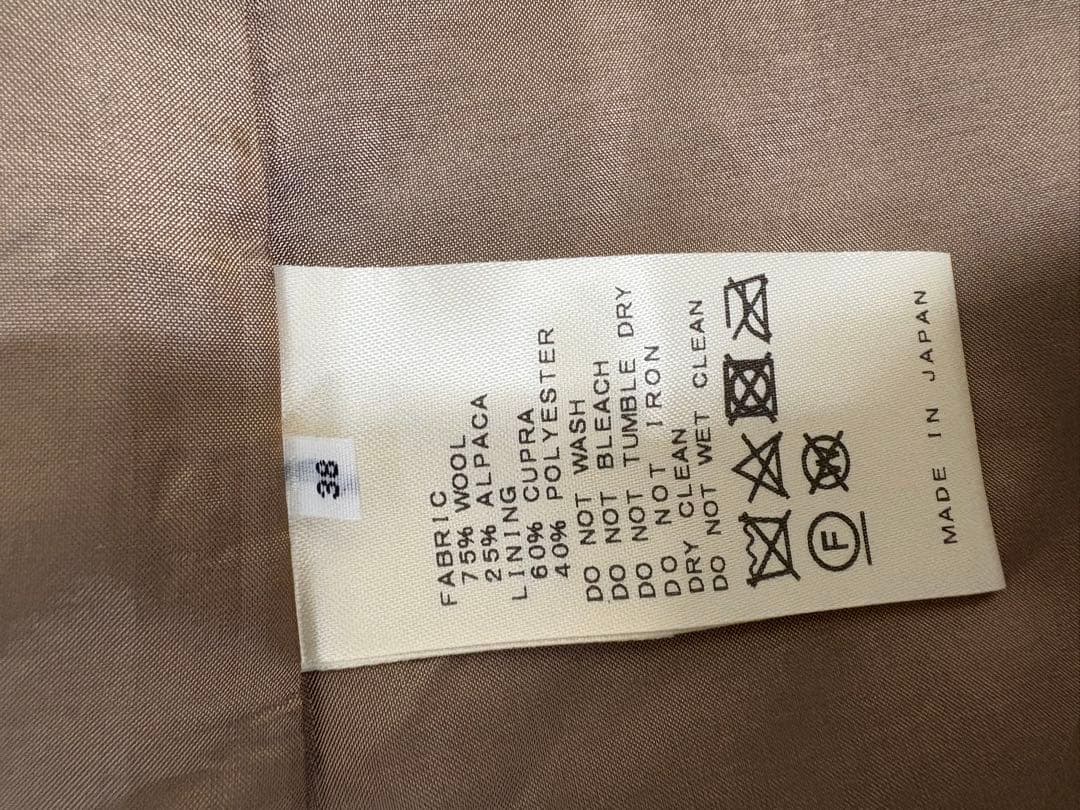 38
FABRIC
75% WOOL
25% ALPACA
LINING
60% CUPRA
40% POLYESTER
DO NOT WASH
DO NOT BLEACH
DO NOT TUMBLE DRY
DO NOT IRON
DRY CLEAN
DO NOT WET CLEAN
W
F
MADE IN JAPAN